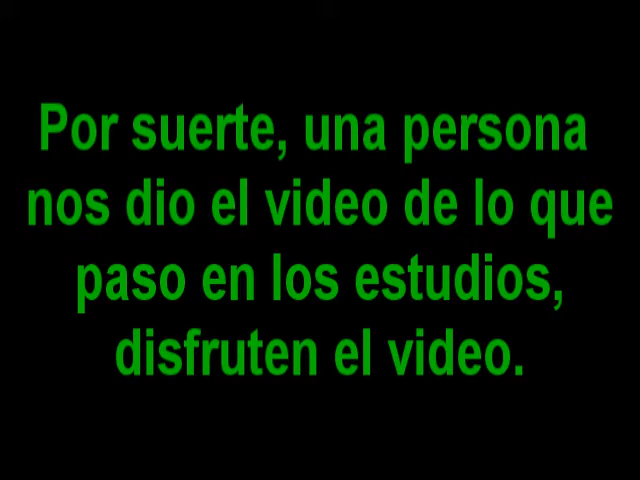 Por suerte, una persona
nos dio el video de lo que
paso en los estudios,
disfruten el video.